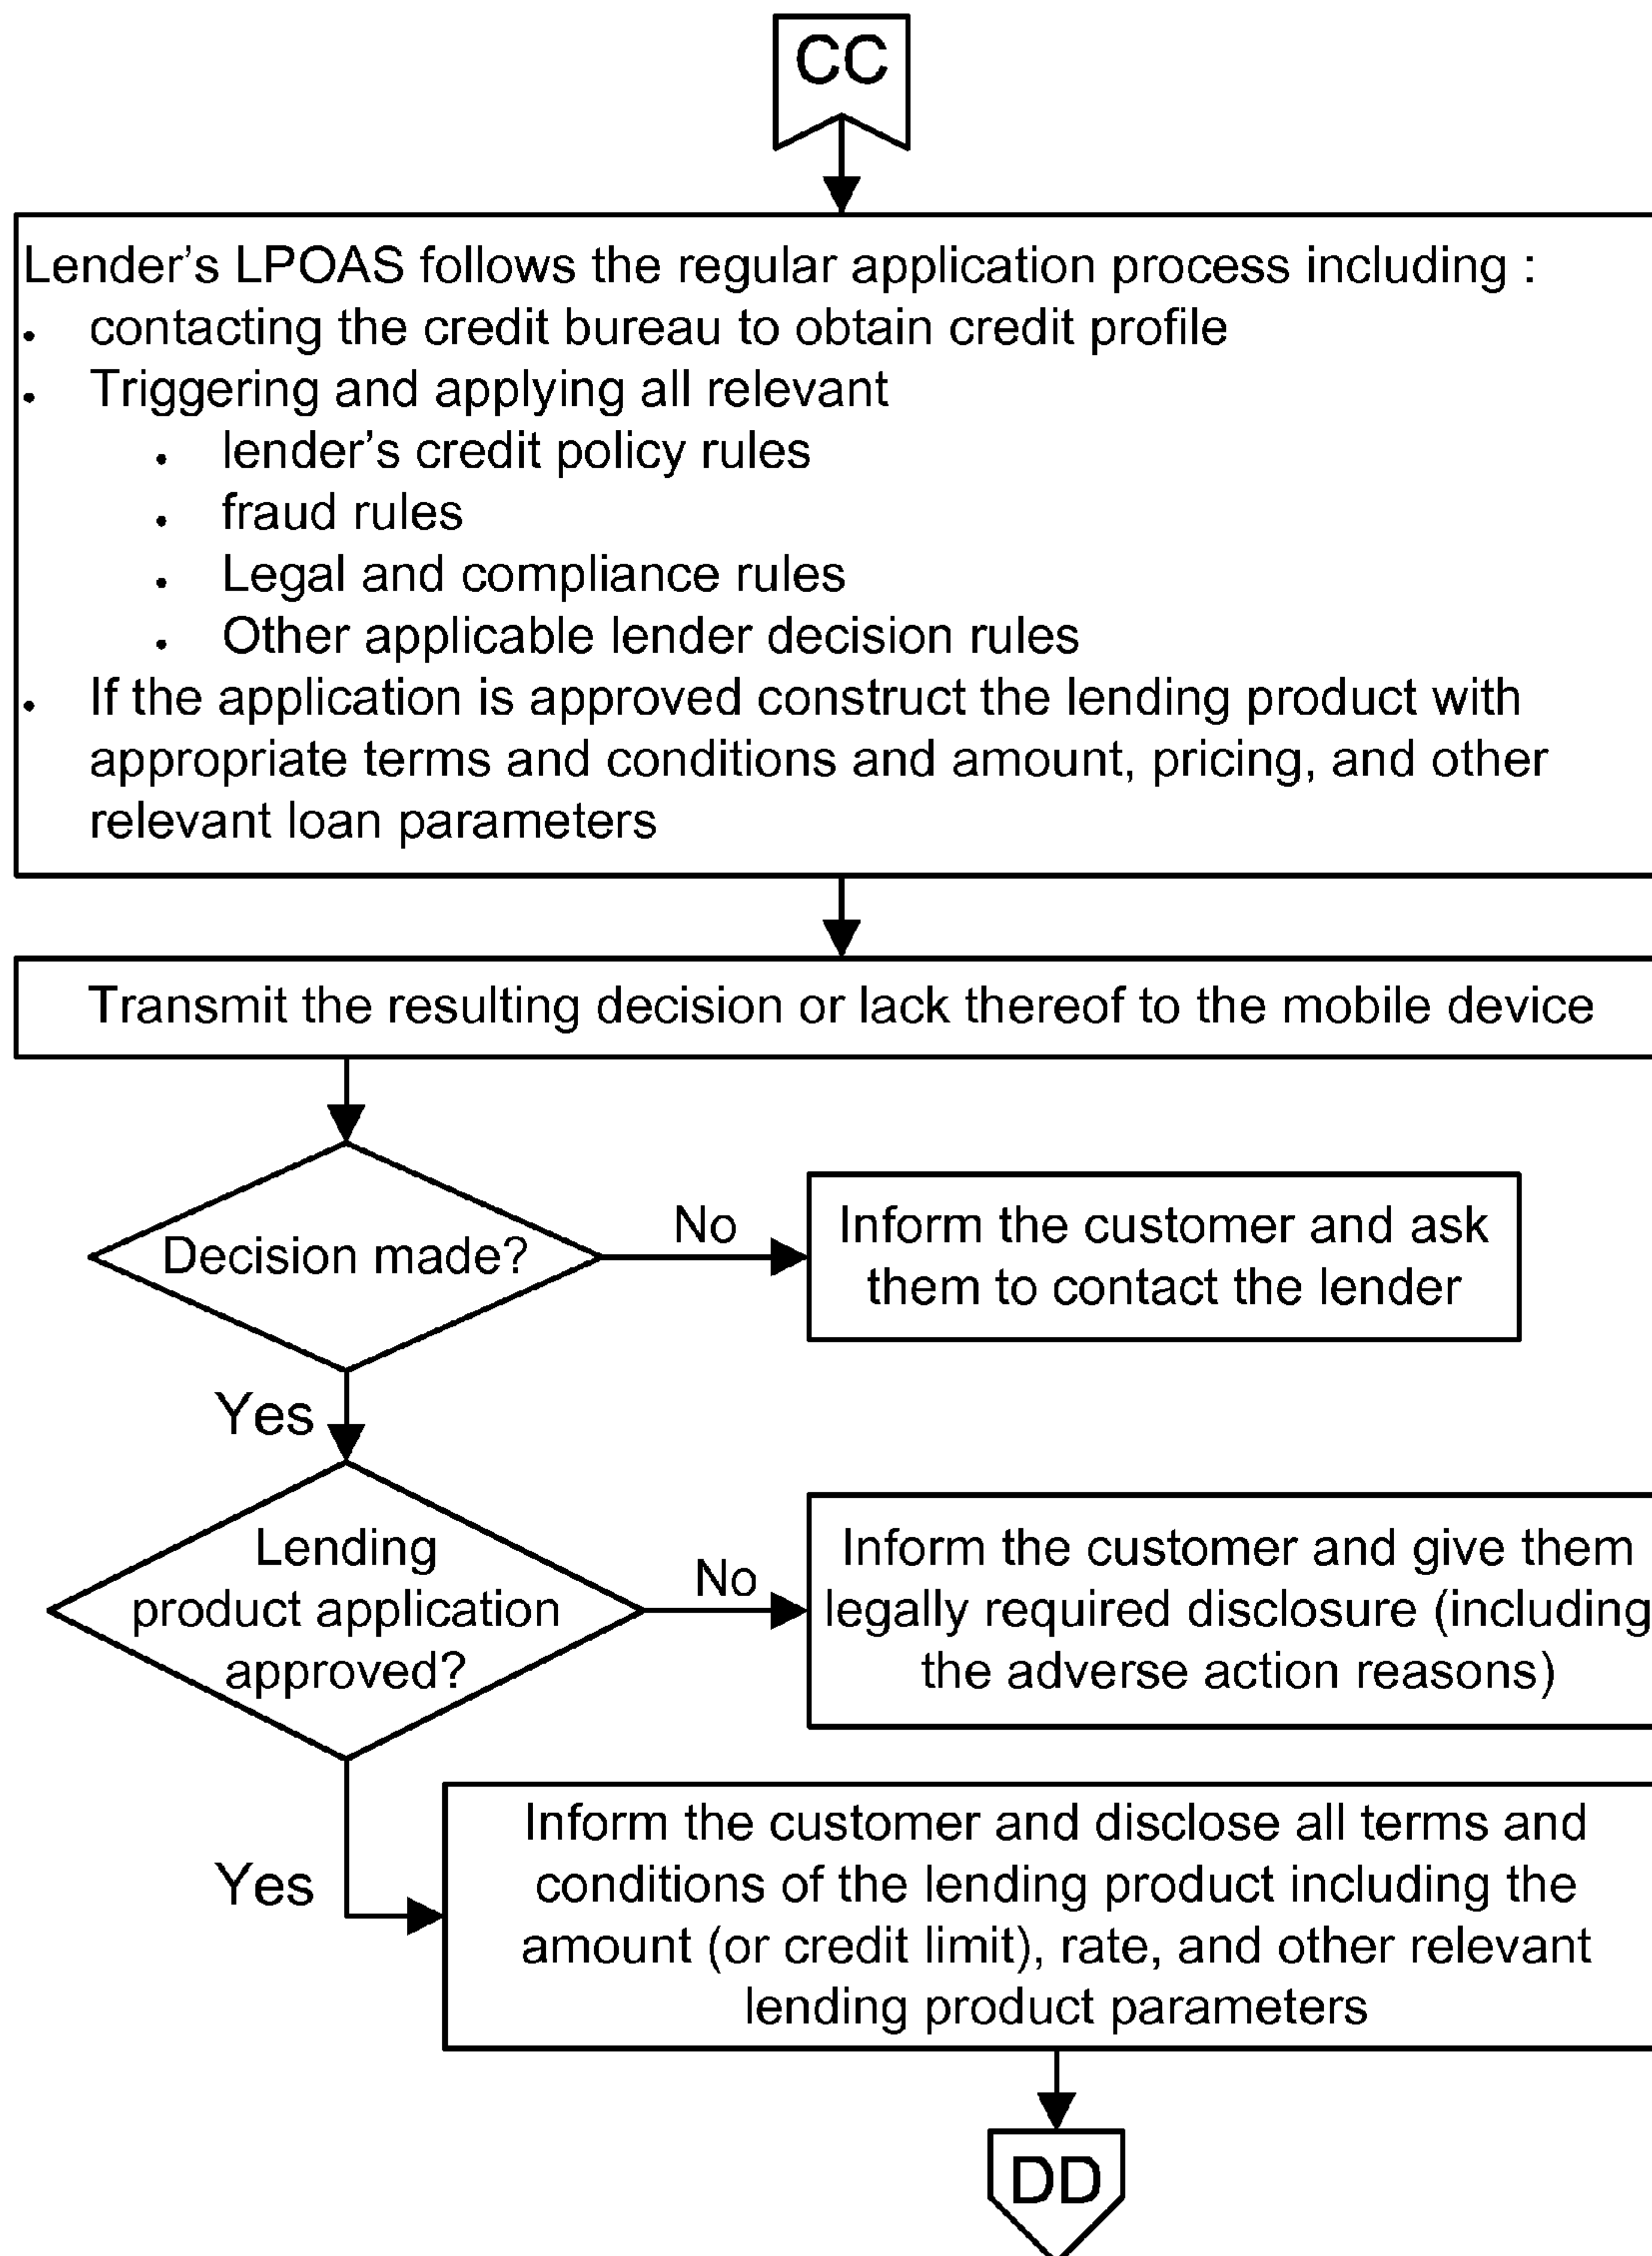 CC
Lender's LPOAS follows the regular application process including :
• contacting the credit bureau to obtain credit profile
• Triggering and applying all relevant
• lender's credit policy rules
• fraud rules
• Legal and compliance rules
• Other applicable lender decision rules
• If the application is approved construct the lending product with
appropriate terms and conditions and amount, pricing, and other
relevant loan parameters
Transmit the resulting decision or lack thereof to the mobile device
Decision made?
No
Inform the customer and ask
them to contact the lender
Yes
Lending
product application
approved?
No
Inform the customer and give them
legally required disclosure (including
the adverse action reasons)
Yes
Inform the customer and disclose all terms and
conditions of the lending product including the
amount (or credit limit), rate, and other relevant
lending product parameters
DD